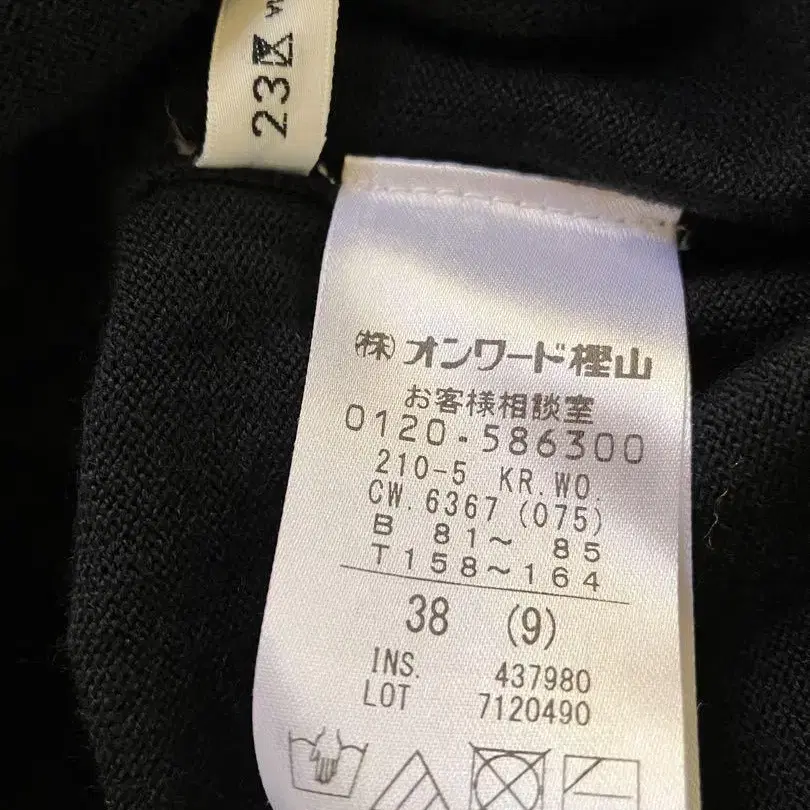 23区
㈱オンワード樫山
お客様相談室
0120-586300
210-5 KR.WO.
CW.6367 (075)
B 81～ 85
T158～164
38 (9)
INS. 437980
LOT 7120490